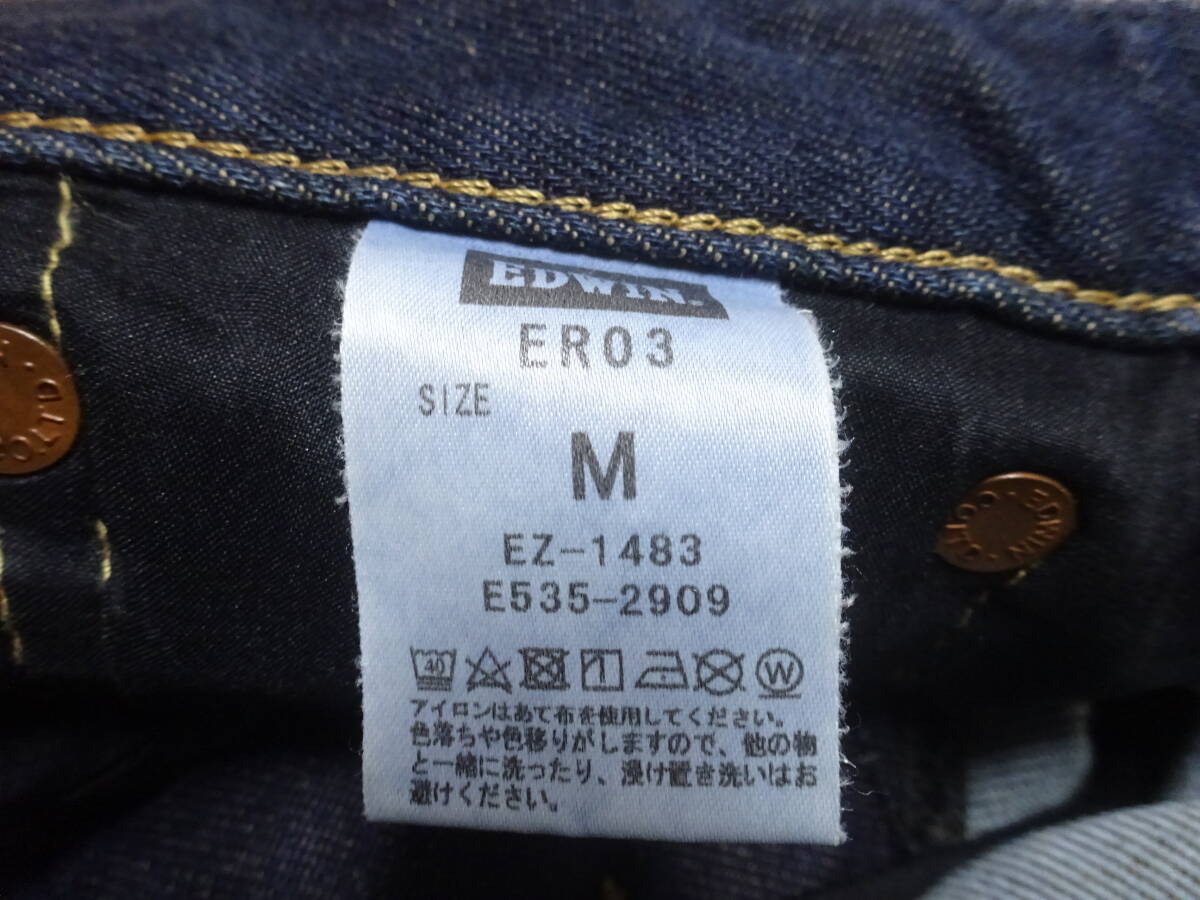 EDWIN
ER03
SIZE
M
EZ-1483
E535-2909
40
W
アイロンはあて布を使用してください。
色落ちや色移りがしますので、他の物
と一緒に洗ったり、浸け置き洗いはお
避けください。
EDWIN